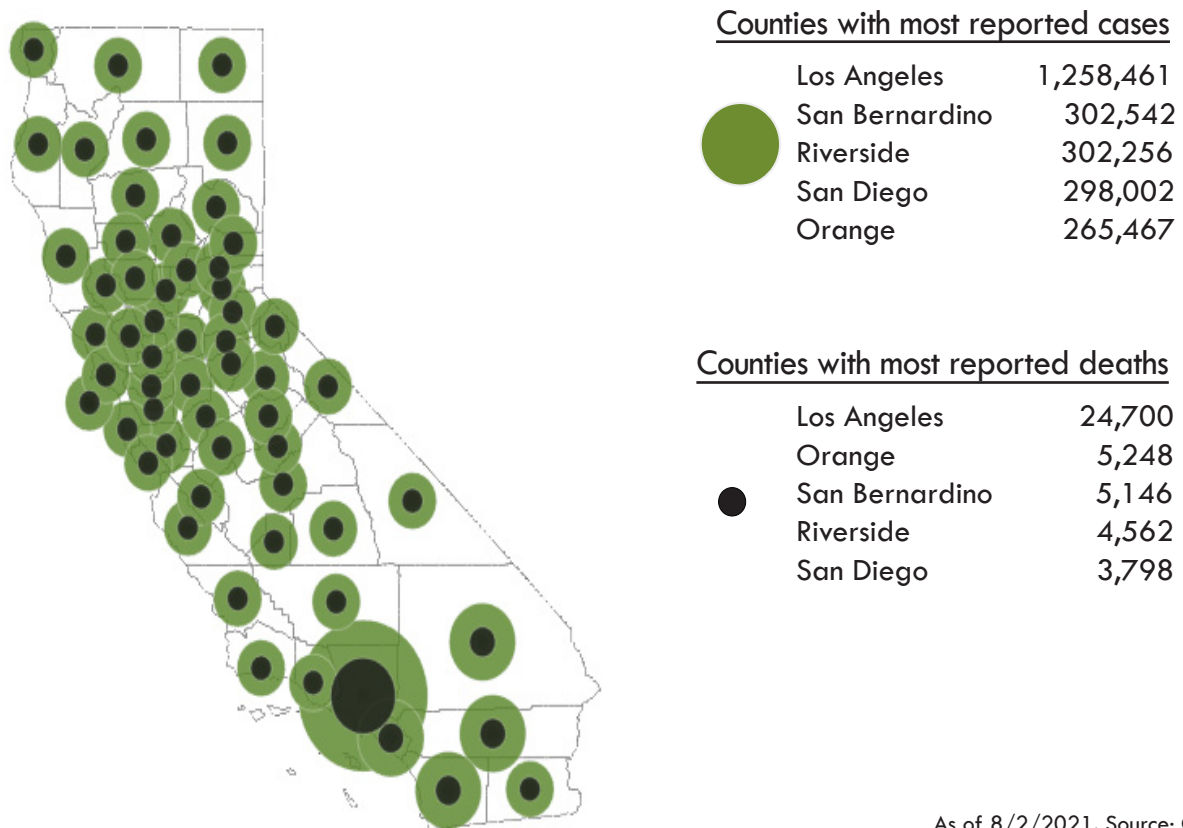 Counties with most reported cases
Los Angeles 1,258,461
San Bernardino 302,542
Riverside 302,256
San Diego 298,002
Orange 265,467
Counties with most reported deaths
Los Angeles 24,700
Orange 5,248
San Bernardino 5,146
Riverside 4,562
San Diego 3,798
As of 8/2/2021. Source: